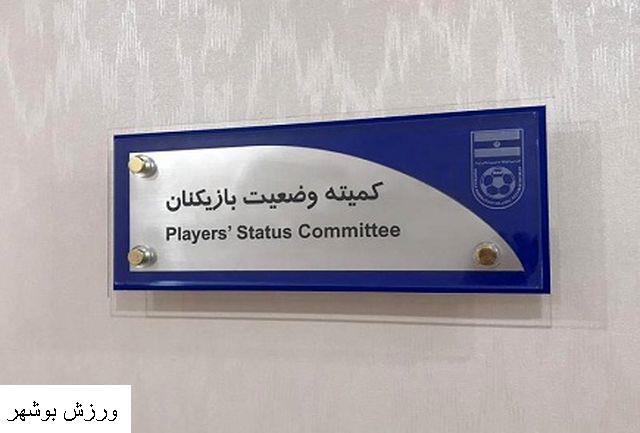 کمیته وضعیت بازیکنان
Players' Status Committee
ورزش بوشهر